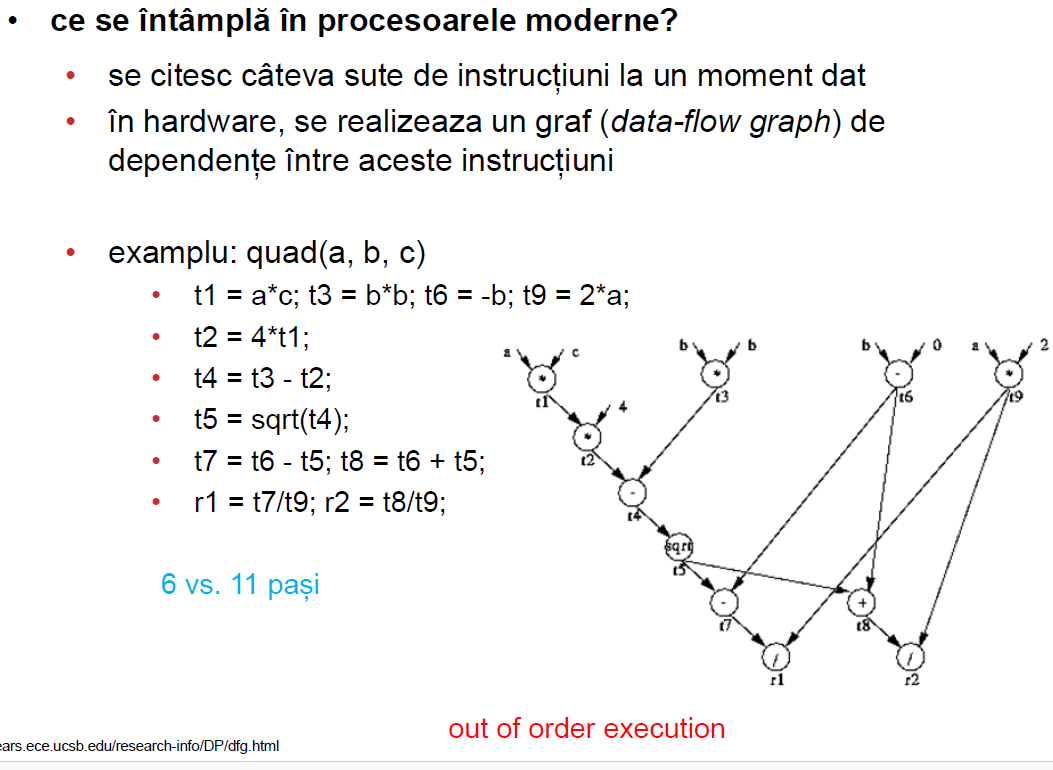 • ce se întâmplă în procesoarele moderne?
• se citesc câteva sute de instrucțiuni la un moment dat
• în hardware, se realizeaza un graf (data-flow graph) de
dependențe între aceste instrucțiuni
• examplu: quad(a, b, c)
• t1 = a*c; t3 = b*b; t6 = -b; t9 = 2*a;
• t2 = 4*t1;
• t4 = t3 - t2;
• t5 = sqrt(t4);
• t7 = t6 - t5; t8 = t6 + t5;
• r1 = t7/t9; r2 = t8/t9;
6 vs. 11 pași
a c b b b 0 a 2
* * - *
t1 t3 t6 t9
4
*
t2
-
t4
sqrt
t5
- +
t7 t8
/ /
r1 r2
out of order execution
ears.ece.ucsb.edu/research-info/DP/dfg.html